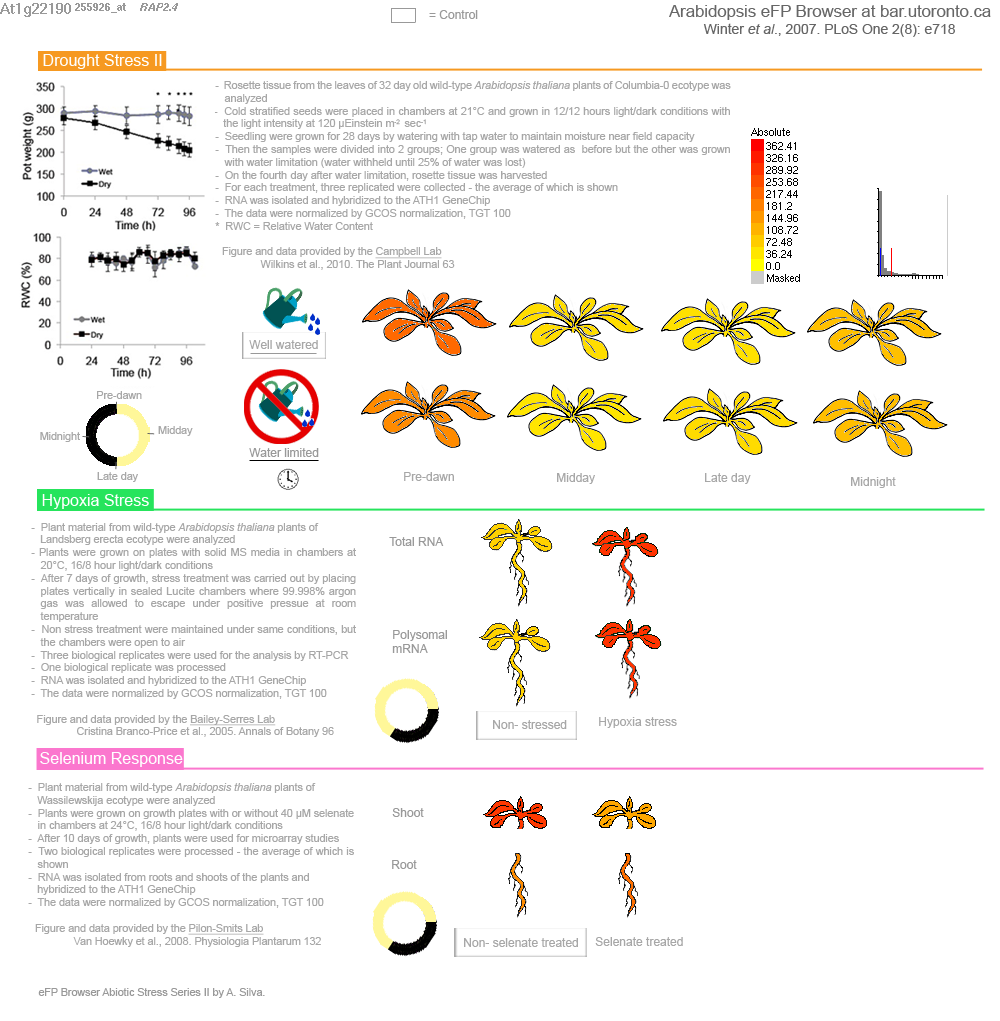 At1g22190 255926_at RAP2.4
= Control
Arabidopsis eFP Browser at bar.utoronto.ca
Winter et al., 2007. PLoS One 2(8): e718
Drought Stress II
350
300
250
200
150
100
Pot weight (g)
Wet
Dry
* * * * *
0 24 48 72 96
Time (h)
100
80
60
40
20
0
RWC (%)
Wet
Dry
0 24 48 72 96
Time (h)
- Rosette tissue from the leaves of 32 day old wild-type Arabidopsis thaliana plants of Columbia-0 ecotype was
analyzed
- Cold stratified seeds were placed in chambers at 21°C and grown in 12/12 hours light/dark conditions with
the light intensity at 120 µEinstein m-² sec-¹
- Seedling were grown for 28 days by watering with tap water to maintain moisture near field capacity
- Then the samples were divided into 2 groups; One group was watered as before but the other was grown
with water limitation (water withheld until 25% of water was lost)
- On the fourth day after water limitation, rosette tissue was harvested
- For each treatment, three replicated were collected - the average of which is shown
- RNA was isolated and hybridized to the ATH1 GeneChip
- The data were normalized by GCOS normalization, TGT 100
* RWC = Relative Water Content
Figure and data provided by the Campbell Lab
Wilkins et al., 2010. The Plant Journal 63
Absolute
362.41
326.16
289.92
253.68
217.44
181.2
144.96
108.72
72.48
36.24
0.0
Masked
Well watered
Water limited
Pre-dawn
Midday
Late day
Midnight
Pre-dawn
Midnight
Midday
Late day
Hypoxia Stress
- Plant material from wild-type Arabidopsis thaliana plants of
Landsberg erecta ecotype were analyzed
- Plants were grown on plates with solid MS media in chambers at
20°C, 16/8 hour light/dark conditions
- After 7 days of growth, stress treatment was carried out by placing
plates vertically in sealed Lucite chambers where 99.998% argon
gas was allowed to escape under positive pressue at room
temperature
- Non stress treatment were maintained under same conditions, but
the chambers were open to air
- Three biological replicates were used for the analysis by RT-PCR
- One biological replicate was processed
- RNA was isolated and hybridized to the ATH1 GeneChip
- The data were normalized by GCOS normalization, TGT 100
Figure and data provided by the Bailey-Serres Lab
Cristina Branco-Price et al., 2005. Annals of Botany 96
Total RNA
Polysomal
mRNA
Non- stressed
Hypoxia stress
Selenium Response
- Plant material from wild-type Arabidopsis thaliana plants of
Wassilewskija ecotype were analyzed
- Plants were grown on growth plates with or without 40 µM selenate
in chambers at 24°C, 16/8 hour light/dark conditions
- After 10 days of growth, plants were used for microarray studies
- Two biological replicates were processed - the average of which is
shown
- RNA was isolated from roots and shoots of the plants and
hybridized to the ATH1 GeneChip
- The data were normalized by GCOS normalization, TGT 100
Figure and data provided by the Pilon-Smits Lab
Van Hoewky et al., 2008. Physiologia Plantarum 132
Shoot
Root
Non- selenate treated
Selenate treated
eFP Browser Abiotic Stress Series II by A. Silva.